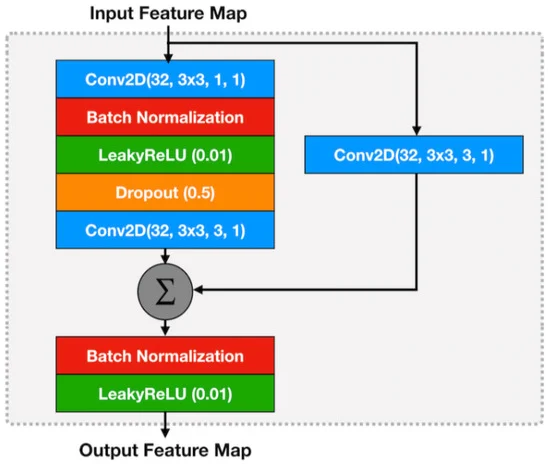 Input Feature Map
Conv2D(32, 3x3, 1, 1)
Batch Normalization
LeakyReLU (0.01)
Dropout (0.5)
Conv2D(32, 3x3, 3, 1)
Conv2D(32, 3x3, 3, 1)
Σ
Batch Normalization
LeakyReLU (0.01)
Output Feature Map